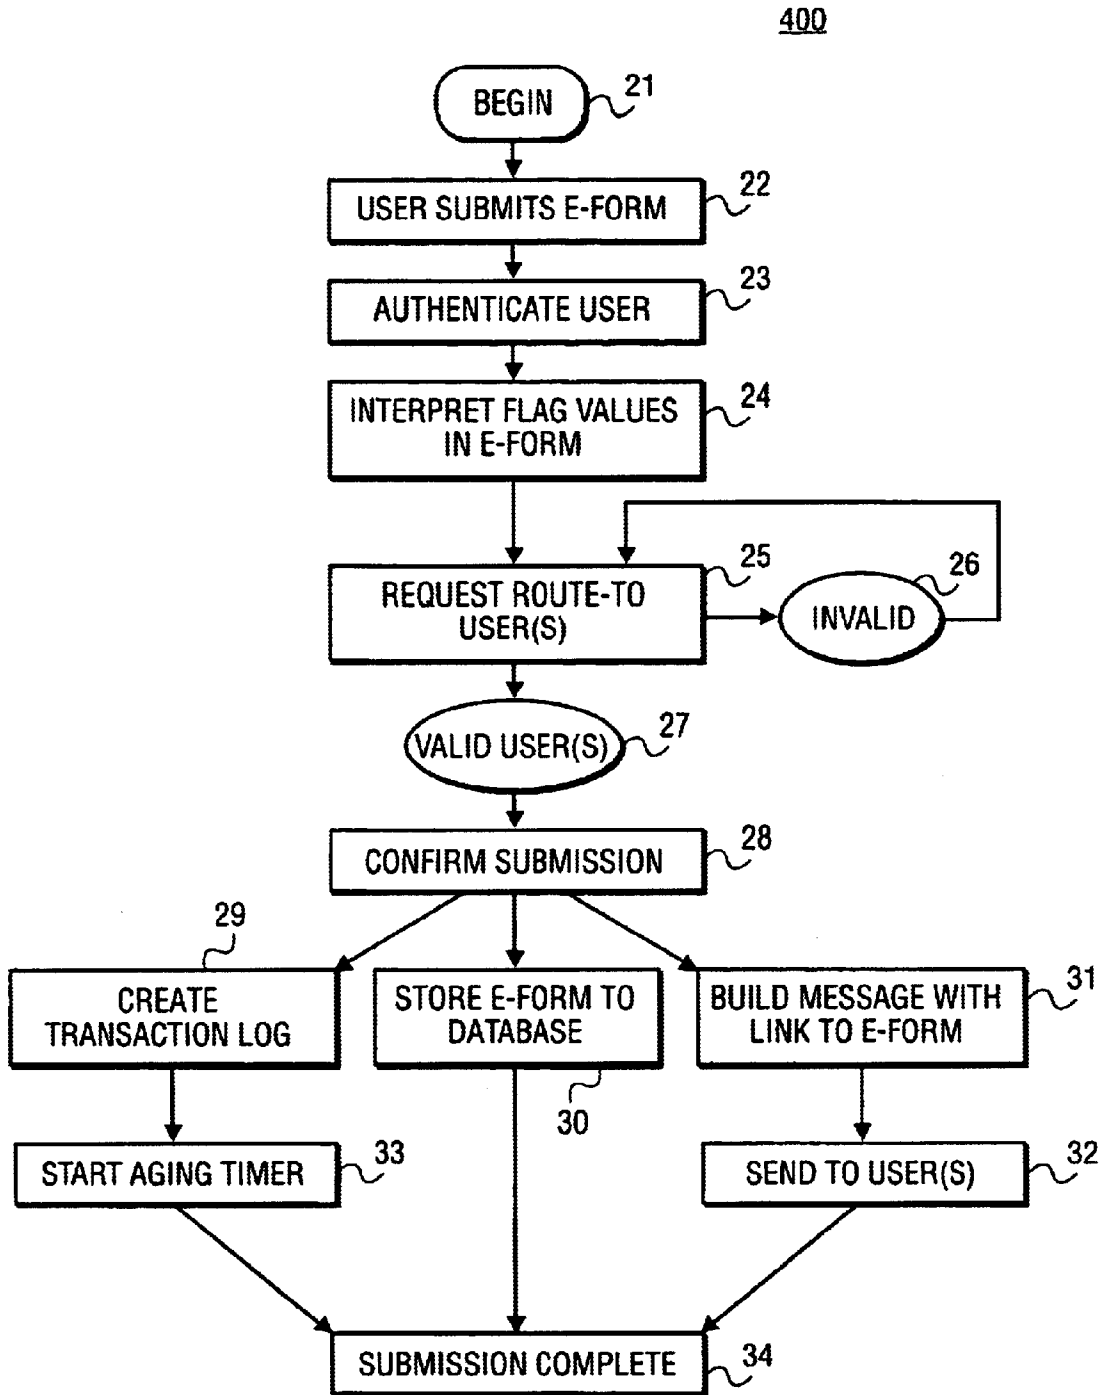 400
BEGIN
21
USER SUBMITS E-FORM
22
AUTHENTICATE USER
23
INTERPRET FLAG VALUES
IN E-FORM
24
REQUEST ROUTE-TO
USER(S)
25
INVALID
26
VALID USER(S)
27
CONFIRM SUBMISSION
28
29
CREATE
TRANSACTION LOG
STORE E-FORM TO
DATABASE
30
BUILD MESSAGE WITH
LINK TO E-FORM
31
START AGING TIMER
33
SEND TO USER(S)
32
SUBMISSION COMPLETE
34